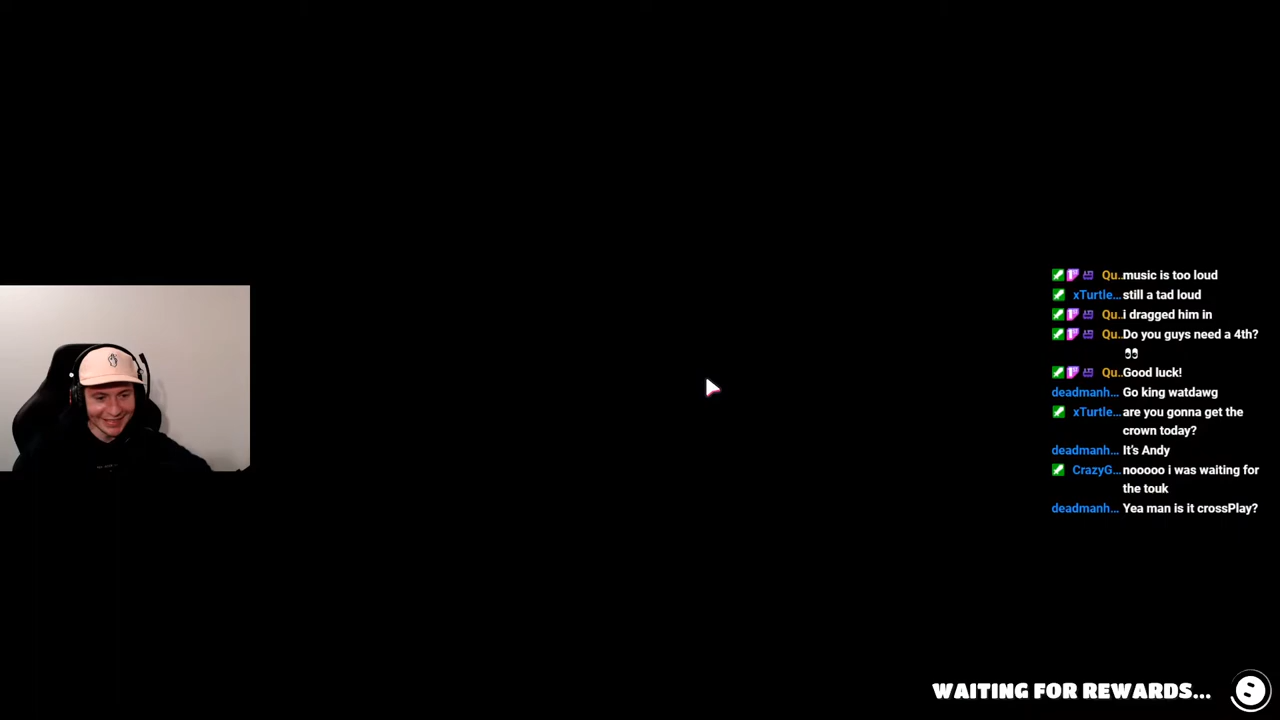 Qu..music is too loud
xTurtle...still a tad loud
Qu..i dragged him in
Qu..Do you guys need a 4th?
Qu..Good luck!
deadmanh...Go king watdawg
xTurtle...are you gonna get the
crown today?
deadmanh...It's Andy
CrazyG...nooooo i was waiting for
the touk
deadmanh...Yea man is it crossPlay?
WAITING FOR REWARDS...